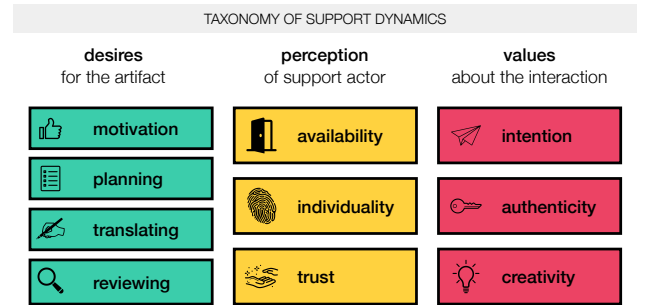 TAXONOMY OF SUPPORT DYNAMICS
desires
for the artifact
motivation
planning
translating
reviewing
perception
of support actor
availability
individuality
trust
values
about the interaction
intention
authenticity
creativity